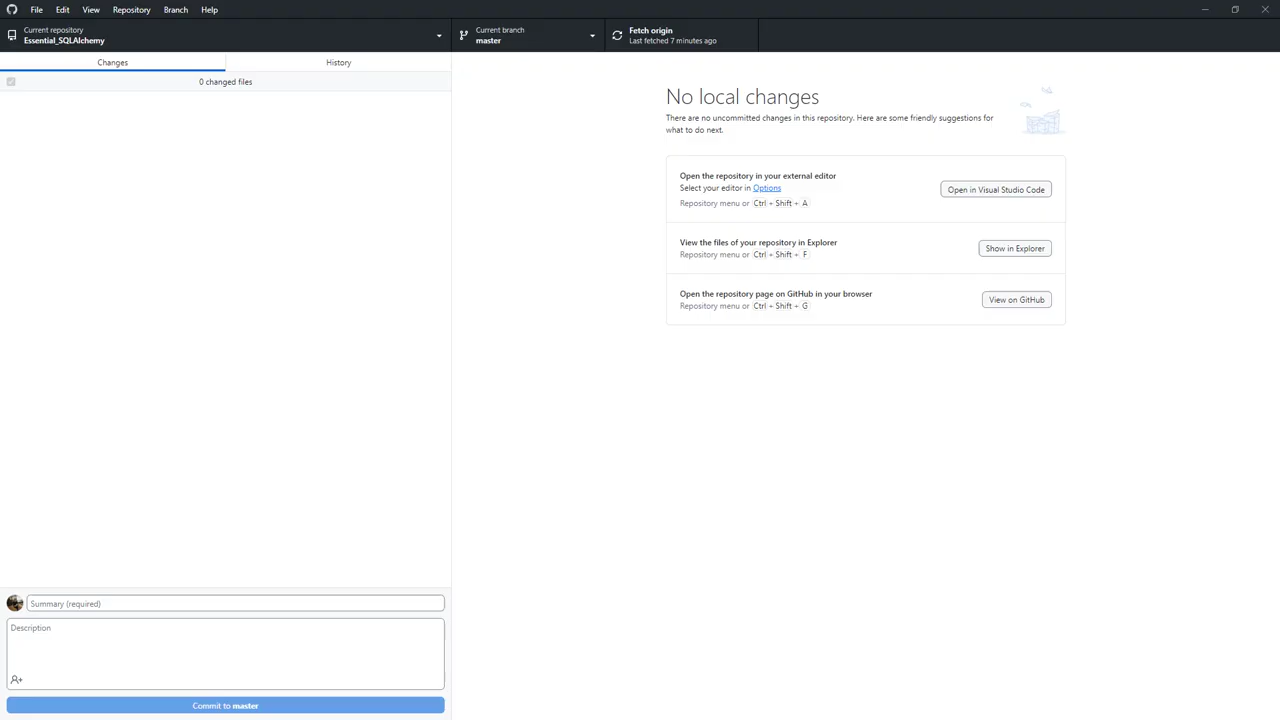 File Edit View Repository Branch Help
Current repository
Essential_SQLAlchemy
Current branch
master
Fetch origin
Last fetched 7 minutes ago
Changes
History
0 changed files
No local changes
There are no uncommitted changes in this repository. Here are some friendly suggestions for
what to do next.
Open the repository in your external editor
Select your editor in Options
Repository menu or Ctrl + Shift + A
Open in Visual Studio Code
View the files of your repository in Explorer
Repository menu or Ctrl + Shift + F
Show in Explorer
Open the repository page on GitHub in your browser
Repository menu or Ctrl + Shift + G
View on GitHub
Summary (required)
Description
Commit to master